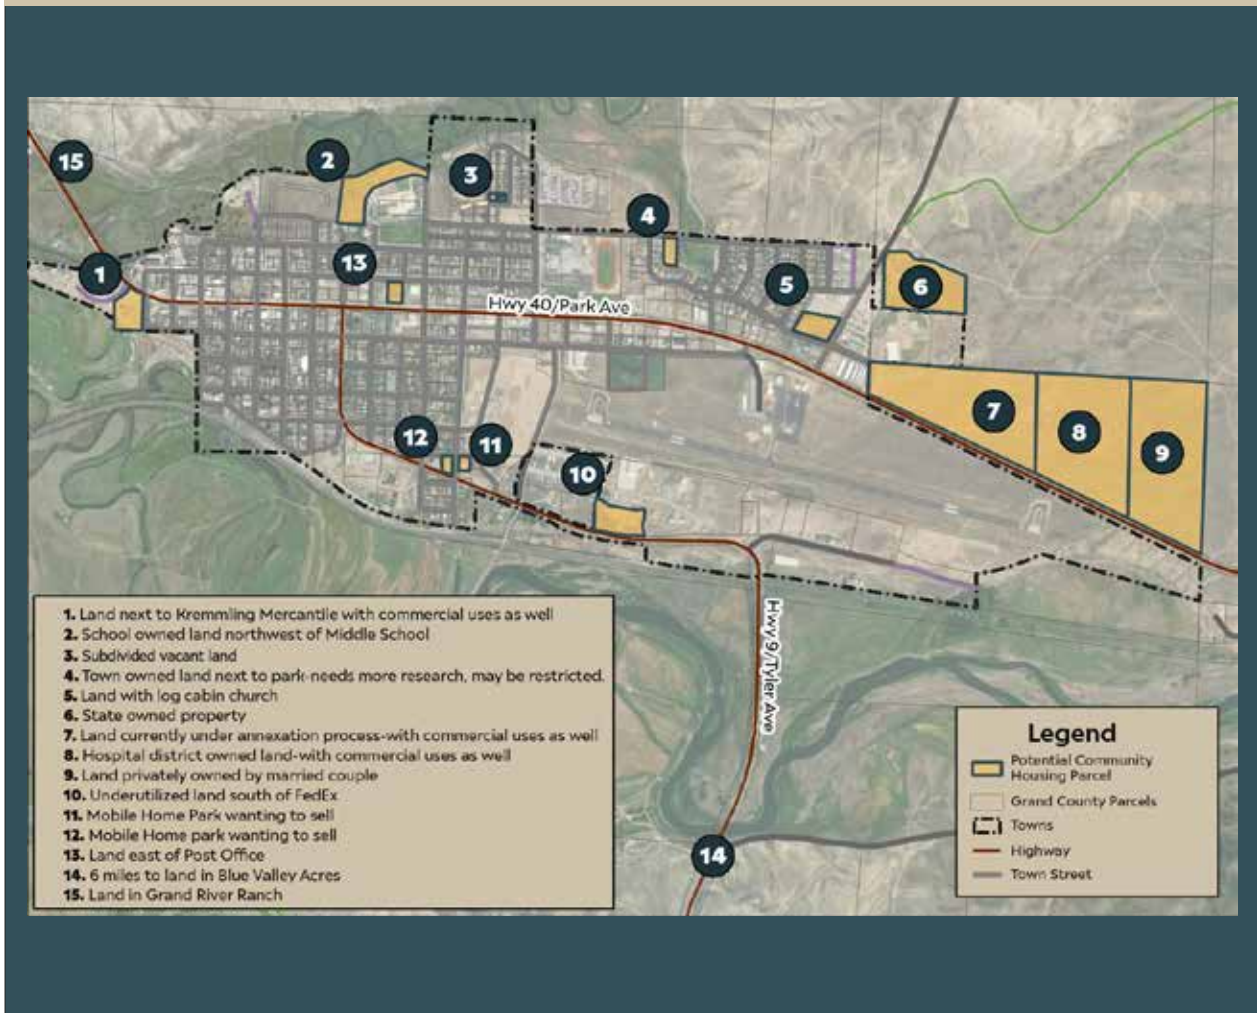 15
2
3
4
13
1
5
6
Hwy 40/Park Ave
7
8
9
12
11
10
Hwy 9/Tyler Ave
14
1. Land next to Kremmling Mercantile with commercial uses as well
2. School owned land northwest of Middle School
3. Subdivided vacant land
4. Town owned land next to park-needs more research, may be restricted.
5. Land with log cabin church
6. State owned property
7. Land currently under annexation process-with commercial uses as well
8. Hospital district owned land-with commercial uses as well
9. Land privately owned by married couple
10. Underutilized land south of FedEx
11. Mobile Home Park wanting to sell
12. Mobile Home park wanting to sell
13. Land east of Post Office
14. 6 miles to land in Blue Valley Acres
15. Land in Grand River Ranch
Legend
Potential Community
Housing Parcel
Grand County Parcels
Towns
Highway
Town Street